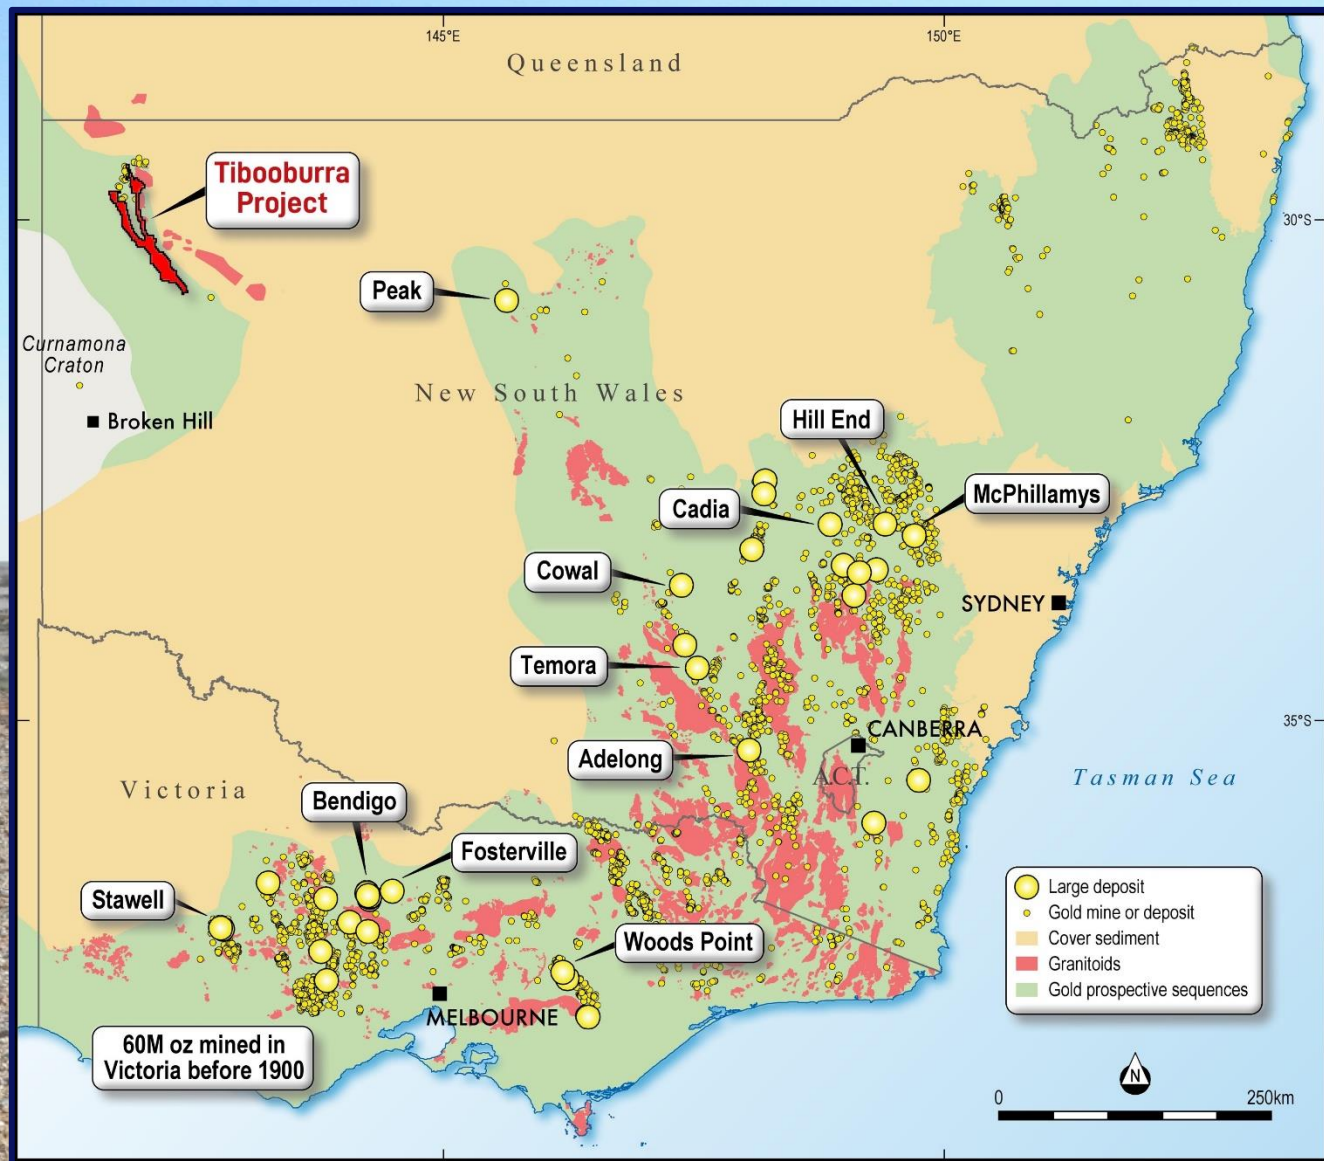 145°E
150°E
Queensland
Tibooburra
Project
30°S
Peak
Curnamona
Craton
New South Wales
Broken Hill
Hill End
Cadia
McPhillamys
Cowal
SYDNEY
Temora
35°S
CANBERRA
Adelong
A.C.T.
Tasman Sea
Victoria
Bendigo
Fosterville
Stawell
Woods Point
MELBOURNE
60M oz mined in
Victoria before 1900
Large deposit
Gold mine or deposit
Cover sediment
Granitoids
Gold prospective sequences
N
0 250km